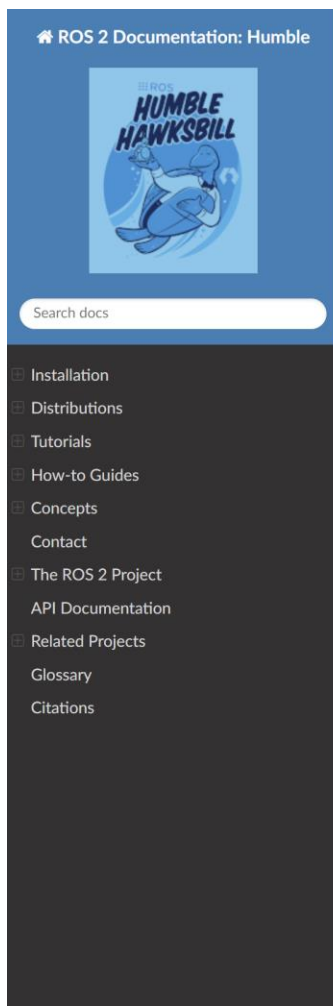 ROS 2 Documentation: Humble
ROS
HUMBLE
HAWKSBILL
Search docs
Installation
Distributions
Tutorials
How-to Guides
Concepts
Contact
The ROS 2 Project
API Documentation
Related Projects
Glossary
Citations